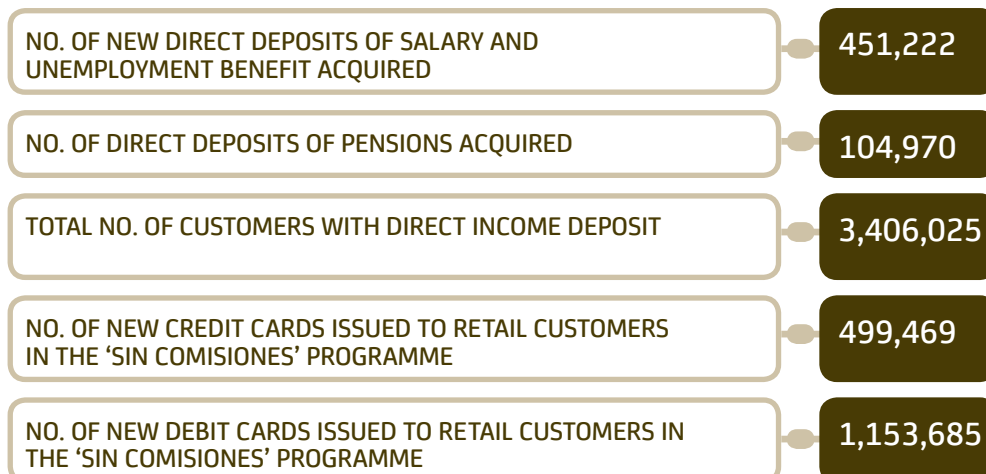 NO. OF NEW DIRECT DEPOSITS OF SALARY AND
UNEMPLOYMENT BENEFIT ACQUIRED
451,222
NO. OF DIRECT DEPOSITS OF PENSIONS ACQUIRED
104,970
TOTAL NO. OF CUSTOMERS WITH DIRECT INCOME DEPOSIT
3,406,025
NO. OF NEW CREDIT CARDS ISSUED TO RETAIL CUSTOMERS
IN THE ‘SIN COMISIONES’ PROGRAMME
499,469
NO. OF NEW DEBIT CARDS ISSUED TO RETAIL CUSTOMERS IN
THE ‘SIN COMISIONES’ PROGRAMME
1,153,685